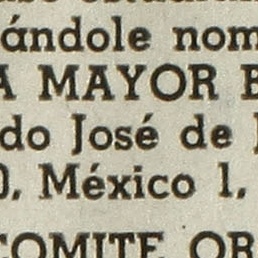 ándole nom
A MAYOR
do José de
0, México 1,
COMITE OR